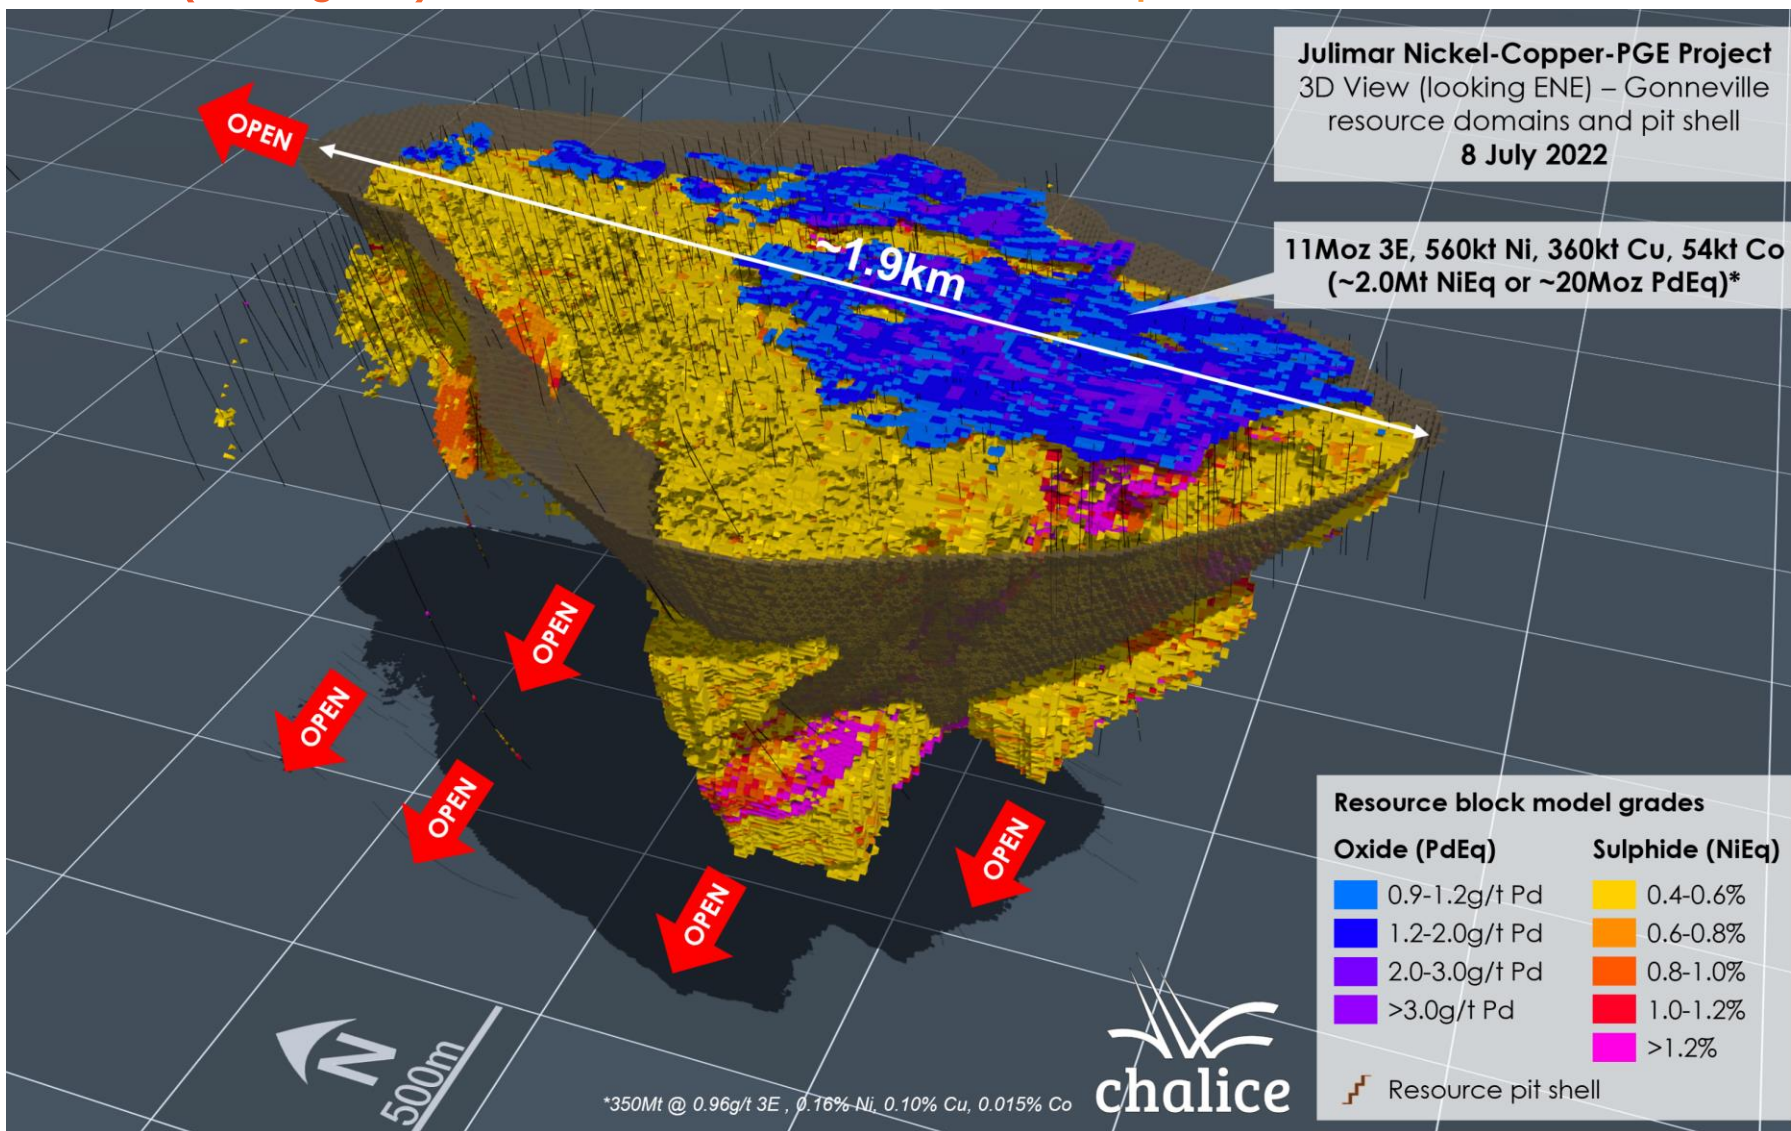 OPEN
Julimar Nickel-Copper-PGE Project
3D View (looking ENE) – Gonneville
resource domains and pit shell
8 July 2022
~1.9km
11Moz 3E, 560kt Ni, 360kt Cu, 54kt Co
(~2.0Mt NiEq or ~20Moz PdEq)*
OPEN
OPEN
OPEN
OPEN
OPEN
Resource block model grades
Oxide (PdEq)
0.9-1.2g/t Pd
1.2-2.0g/t Pd
2.0-3.0g/t Pd
>3.0g/t Pd
Sulphide (NiEq)
0.4-0.6%
0.6-0.8%
0.8-1.0%
1.0-1.2%
>1.2%
Resource pit shell
N
500m
*350Mt @ 0.96g/t 3E , 0.16% Ni, 0.10% Cu, 0.015% Co
chalice